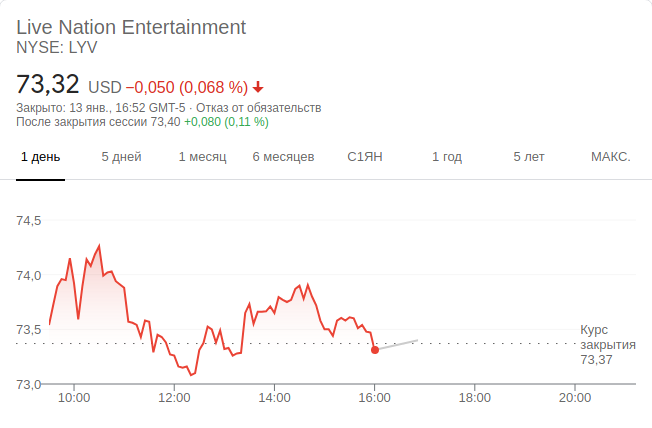 Live Nation Entertainment
NYSE: LYV
73,32 USD −0,050 (0,068 %)
Закрыто: 13 янв., 16:52 GMT-5 · Отказ от обязательств
После закрытия сессии 73,40 +0,080 (0,11 %)
1 день 5 дней 1 месяц 6 месяцев С1ЯН 1 год 5 лет МАКС.
74,5
74,0
73,5
Курс
закрытия
73,37
73,0
10:00 12:00 14:00 16:00 18:00 20:00